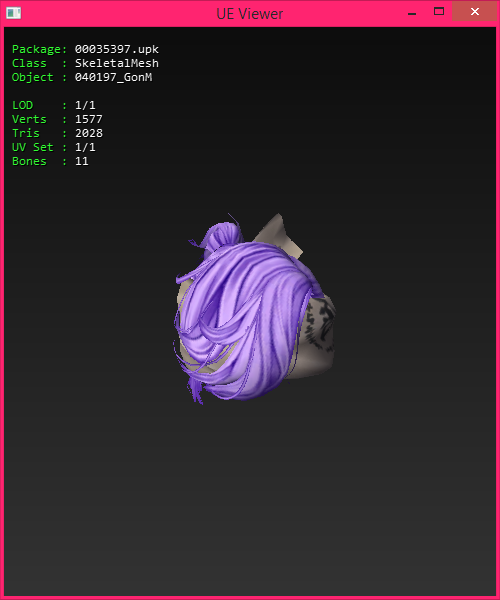 UE Viewer
Package: 00035397.upk
Class : SkeletalMesh
Object : 040197_GonM
LOD : 1/1
Verts : 1577
Tris : 2028
UV Set : 1/1
Bones : 11